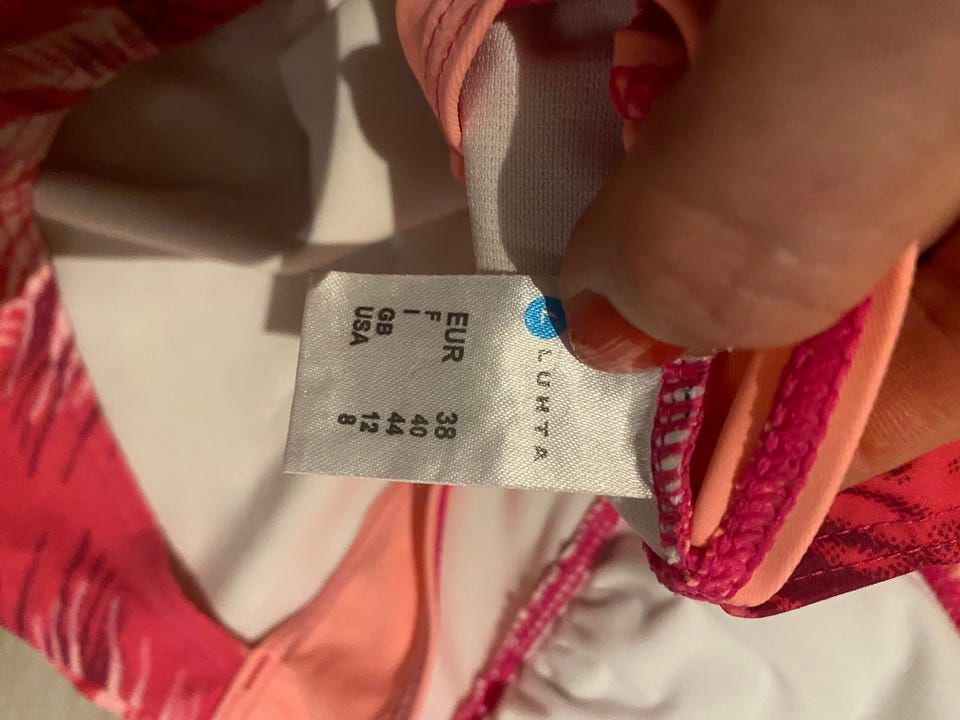 LUHTA
EUR 38
F 40
I 44
GB 12
USA 8